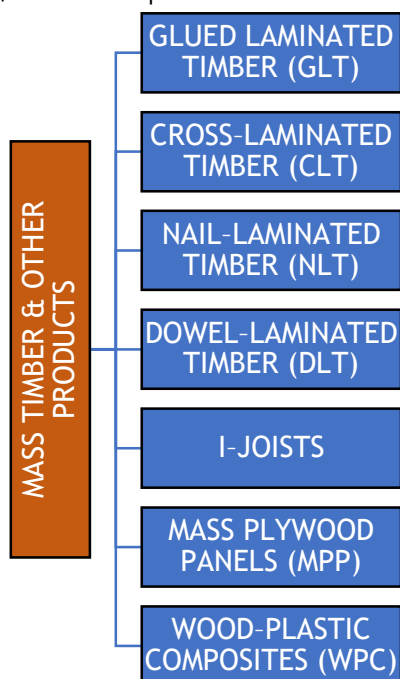 MASS TIMBER & OTHER
PRODUCTS
GLUED LAMINATED
TIMBER (GLT)
CROSS-LAMINATED
TIMBER (CLT)
NAIL-LAMINATED
TIMBER (NLT)
DOWEL-LAMINATED
TIMBER (DLT)
I-JOISTS
MASS PLYWOOD
PANELS (MPP)
WOOD-PLASTIC
COMPOSITES (WPC)